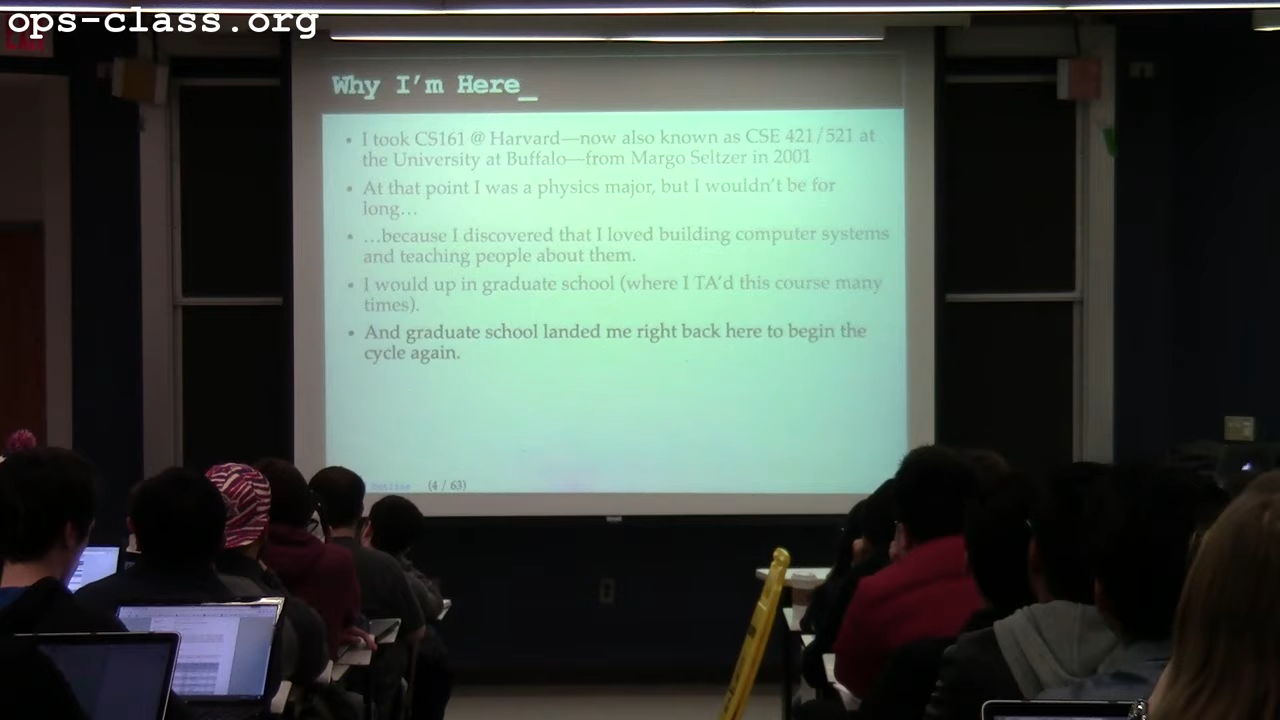 ops-class.org
Why I'm Here_
• I took CS161 @ Harvard—now also known as CSE 421/521 at
the University at Buffalo—from Margo Seltzer in 2001
• At that point I was a physics major, but I wouldn't be for
long…
• …because I discovered that I loved building computer systems
and teaching people about them.
• I would up in graduate school (where I TA'd this course many
times).
• And graduate school landed me right back here to begin the
cycle again.
(4 / 63)